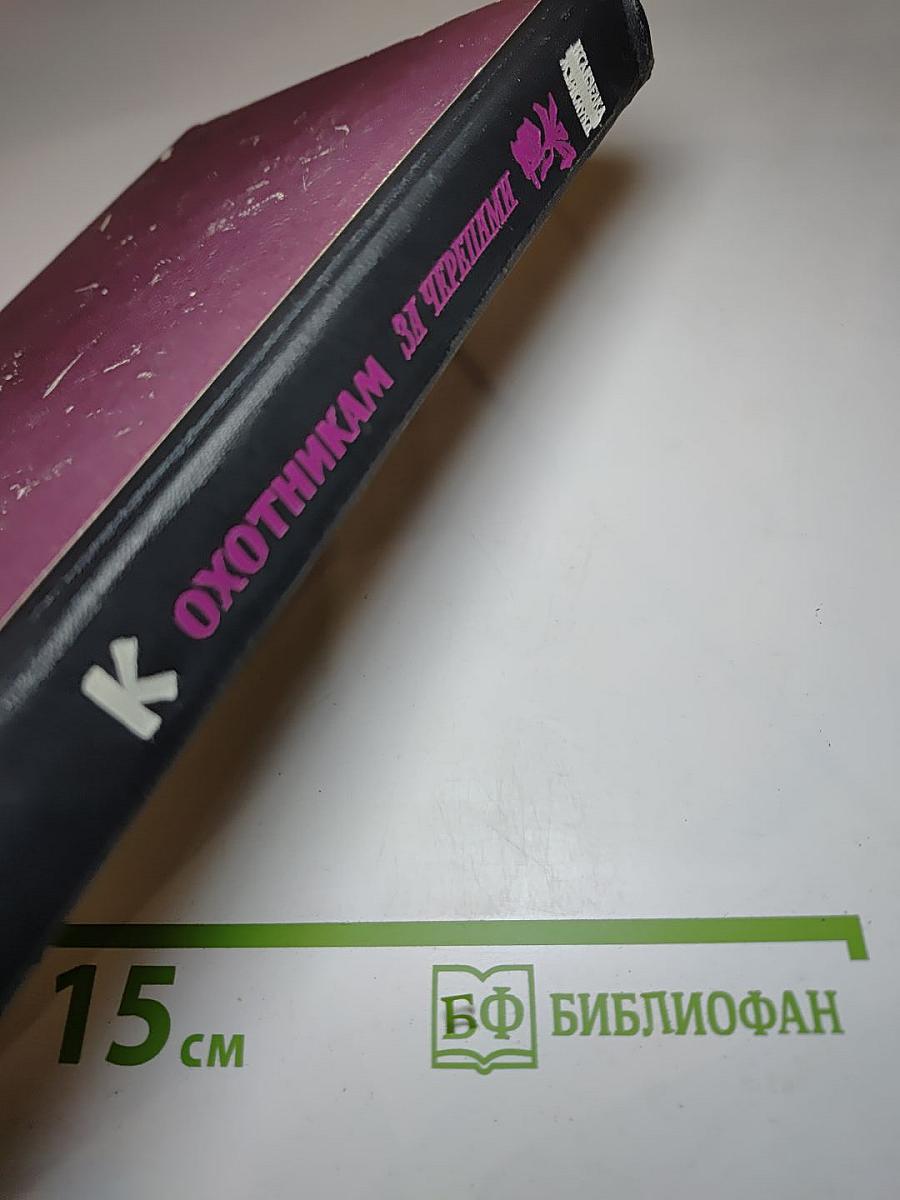 К ОХОТНИКАМ ЗА ЧЕРЕПАМИ
15 см
БФ БИБЛИОФАН